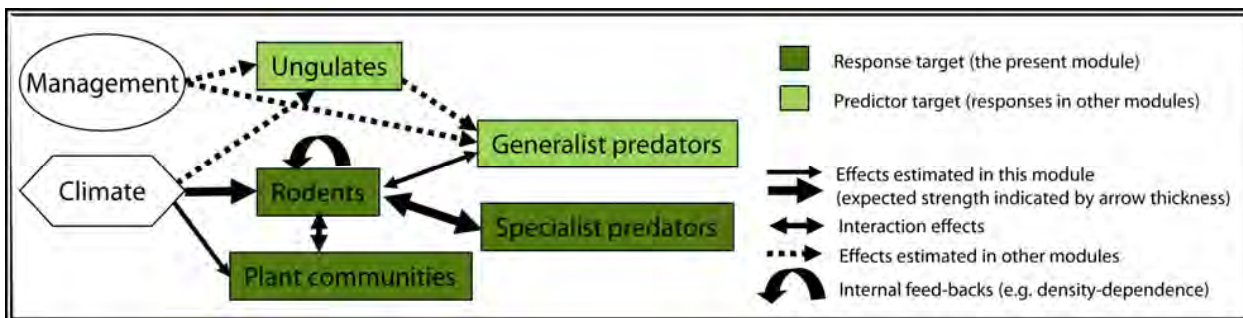 Management
Ungulates
Generalist predators
Climate
Rodents
Specialist predators
Plant communities
Response target (the present module)
Predictor target (responses in other modules)
Effects estimated in this module
(expected strength indicated by arrow thickness)
Interaction effects
Effects estimated in other modules
Internal feed-backs (e.g. density-dependence)